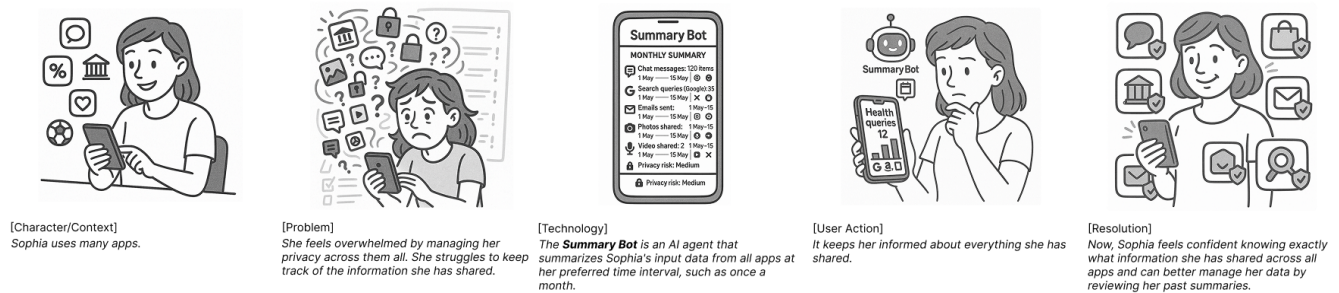 %
?
Summary Bot
MONTHLY SUMMARY
Chat messages: 120 items
1 May — 15 May
Search queries (Google): 35
1 May — 15 May
Emails sent: 1 May–15
1 May — 15 May
Photos shared: 1 May–15
1 May — 15 May
Video shared: 2 1 May–15
1 May — 15 May
Privacy risk: Medium
Privacy risk: Medium
Summary Bot
Health
queries
12
G a.
[Character/Context]
Sophia uses many apps.
[Problem]
She feels overwhelmed by managing her
privacy across them all. She struggles to keep
track of the information she has shared.
[Technology]
The Summary Bot is an AI agent that
summarizes Sophia's input data from all apps at
her preferred time interval, such as once a
month.
[User Action]
It keeps her informed about everything she has
shared.
[Resolution]
Now, Sophia feels confident knowing exactly
what information she has shared across all
apps and can better manage her data by
reviewing her past summaries.